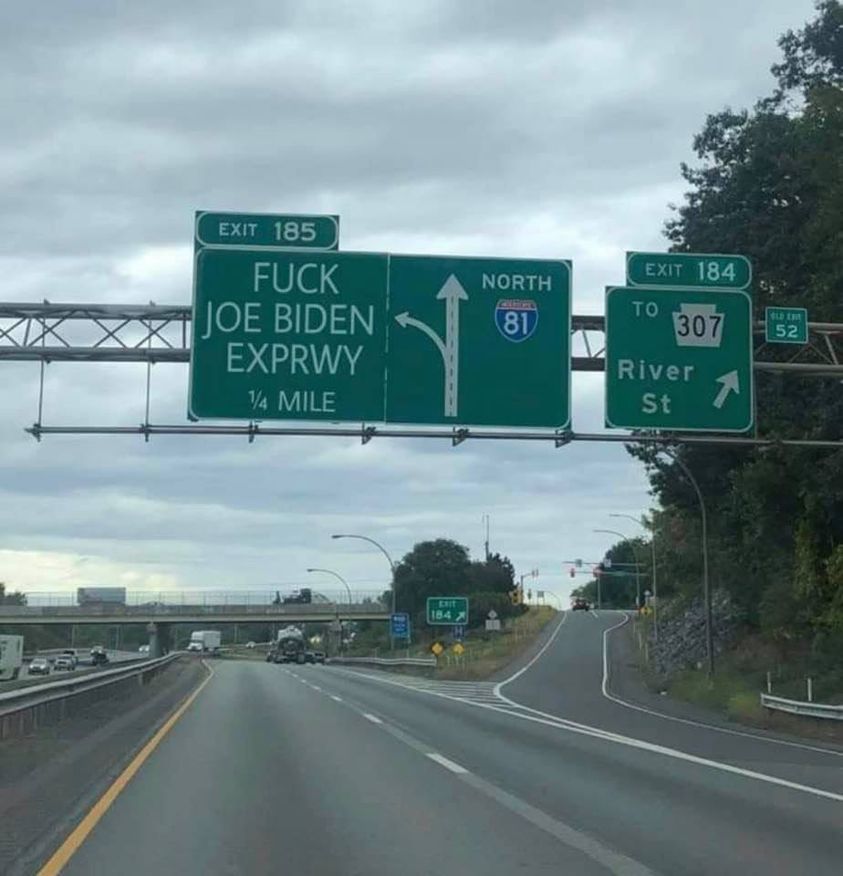 EXIT 185
FUCK
JOE BIDEN
EXPRWY
¼ MILE
NORTH
INTERSTATE
81
EXIT 184
TO 307
River
St
OLD EXIT
52
EXIT
184
H